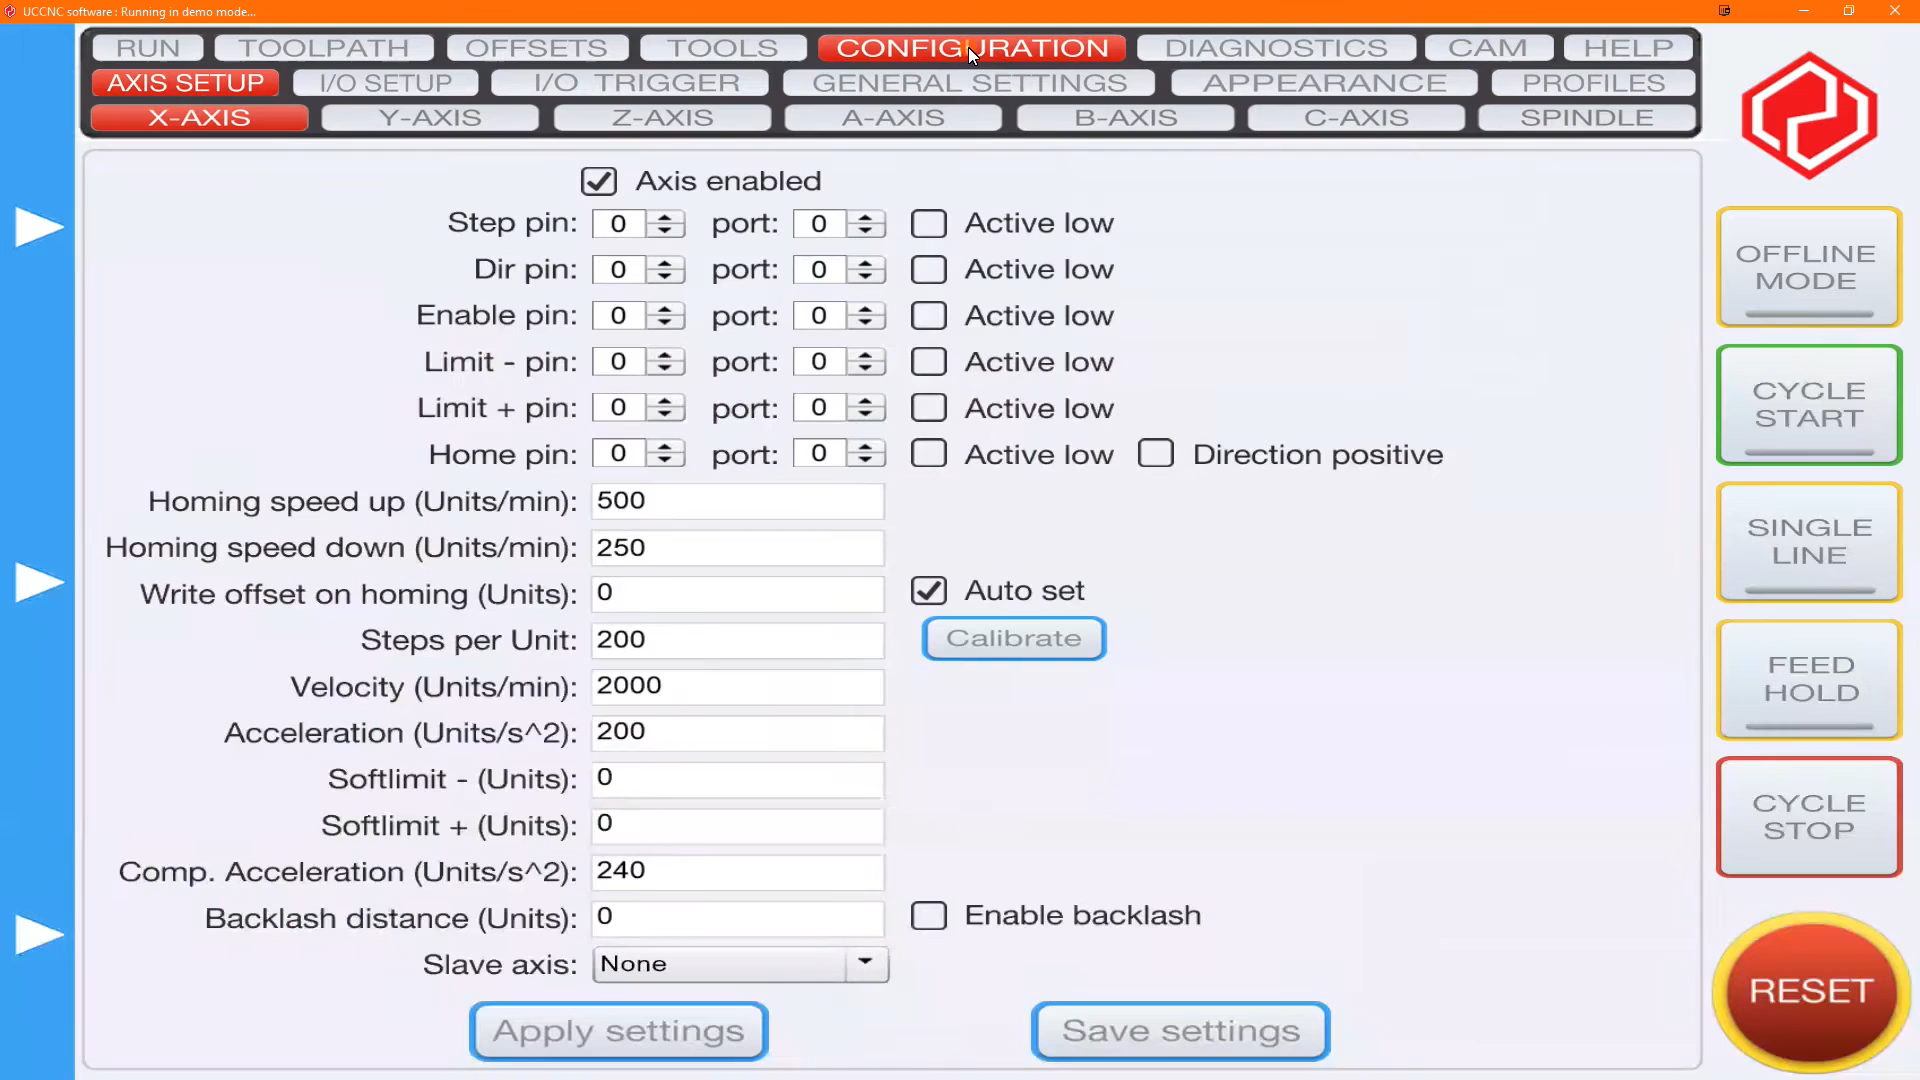 UCCNC software : Running in demo mode...
RUN TOOLPATH OFFSETS TOOLS CONFIGURATION DIAGNOSTICS CAM HELP
AXIS SETUP I/O SETUP I/O TRIGGER GENERAL SETTINGS APPEARANCE PROFILES
X-AXIS Y-AXIS Z-AXIS A-AXIS B-AXIS C-AXIS SPINDLE
Axis enabled
Step pin: 0 port: 0 Active low
Dir pin: 0 port: 0 Active low
Enable pin: 0 port: 0 Active low
Limit - pin: 0 port: 0 Active low
Limit + pin: 0 port: 0 Active low
Home pin: 0 port: 0 Active low Direction positive
Homing speed up (Units/min): 500
Homing speed down (Units/min): 250
Write offset on homing (Units): 0 Auto set
Steps per Unit: 200 Calibrate
Velocity (Units/min): 2000
Acceleration (Units/s^2): 200
Softlimit - (Units): 0
Softlimit + (Units): 0
Comp. Acceleration (Units/s^2): 240
Backlash distance (Units): 0 Enable backlash
Slave axis: None
Apply settings Save settings
OFFLINE
MODE
CYCLE
START
SINGLE
LINE
FEED
HOLD
CYCLE
STOP
RESET